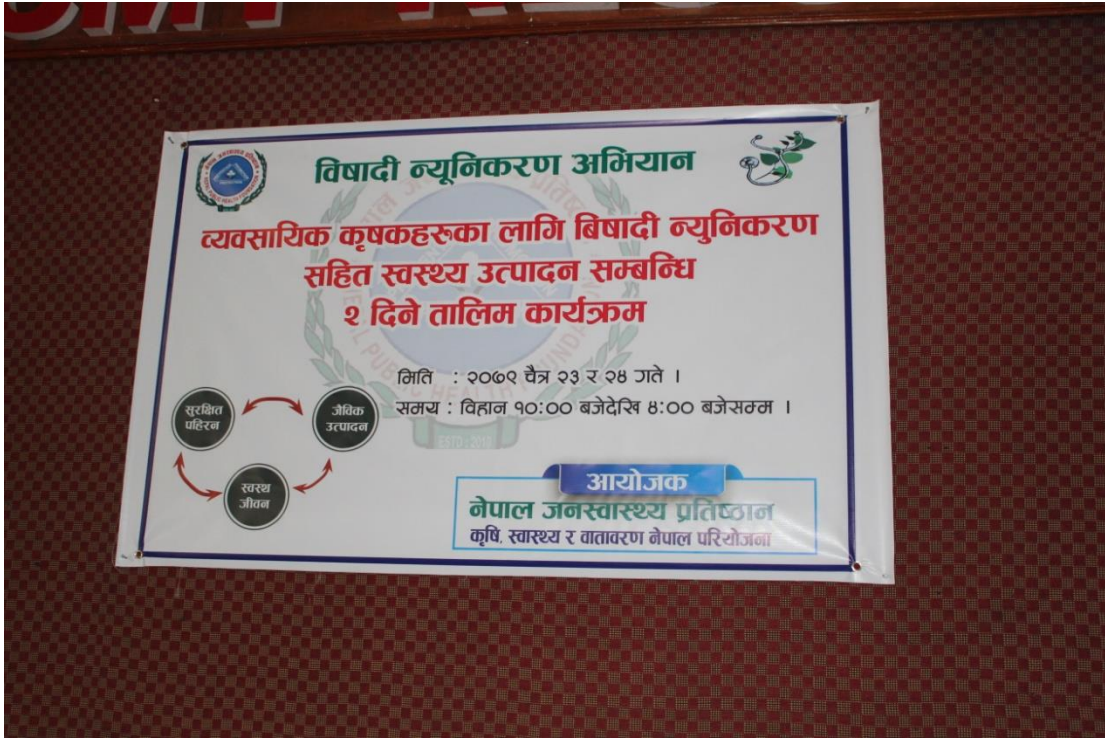 विषादी न्यूनिकरण अभियान
व्यवसायिक कृषकहरुका लागि बिषादी न्युनिकरण
सहित स्वस्थ्य उत्पादन सम्बन्धि
२ दिने तालिम कार्यक्रम
मिति : २०७९ चैत्र २३ र २४ गते ।
समय : विहान १०:०० बजेदेखि ४:०० बजेसम्म ।
सुरक्षित
पहिरन
जैविक
उत्पादन
स्वस्थ
जीवन
आयोजक
नेपाल जनस्वास्थ्य प्रतिष्ठान
कृषि, स्वास्थ्य र वातावरण नेपाल परियोजना